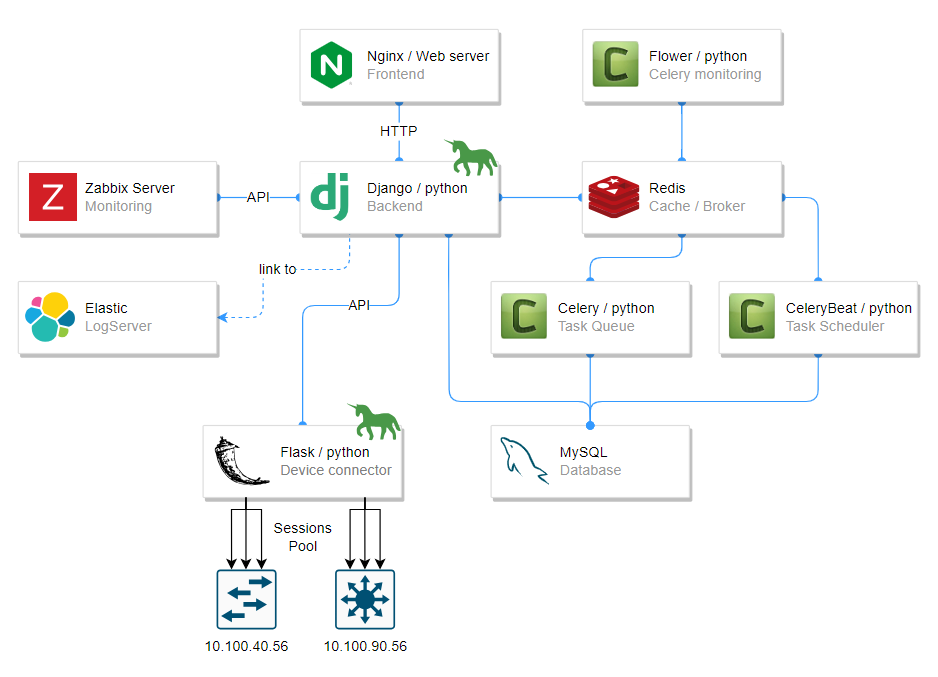 Nginx / Web server
Frontend
Flower / python
Celery monitoring
HTTP
Zabbix Server
Monitoring
API
Django / python
Backend
Redis
Cache / Broker
link to
Elastic
LogServer
API
Celery / python
Task Queue
CeleryBeat / python
Task Scheduler
Flask / python
Device connector
MySQL
Database
Sessions
Pool
10.100.40.56
10.100.90.56